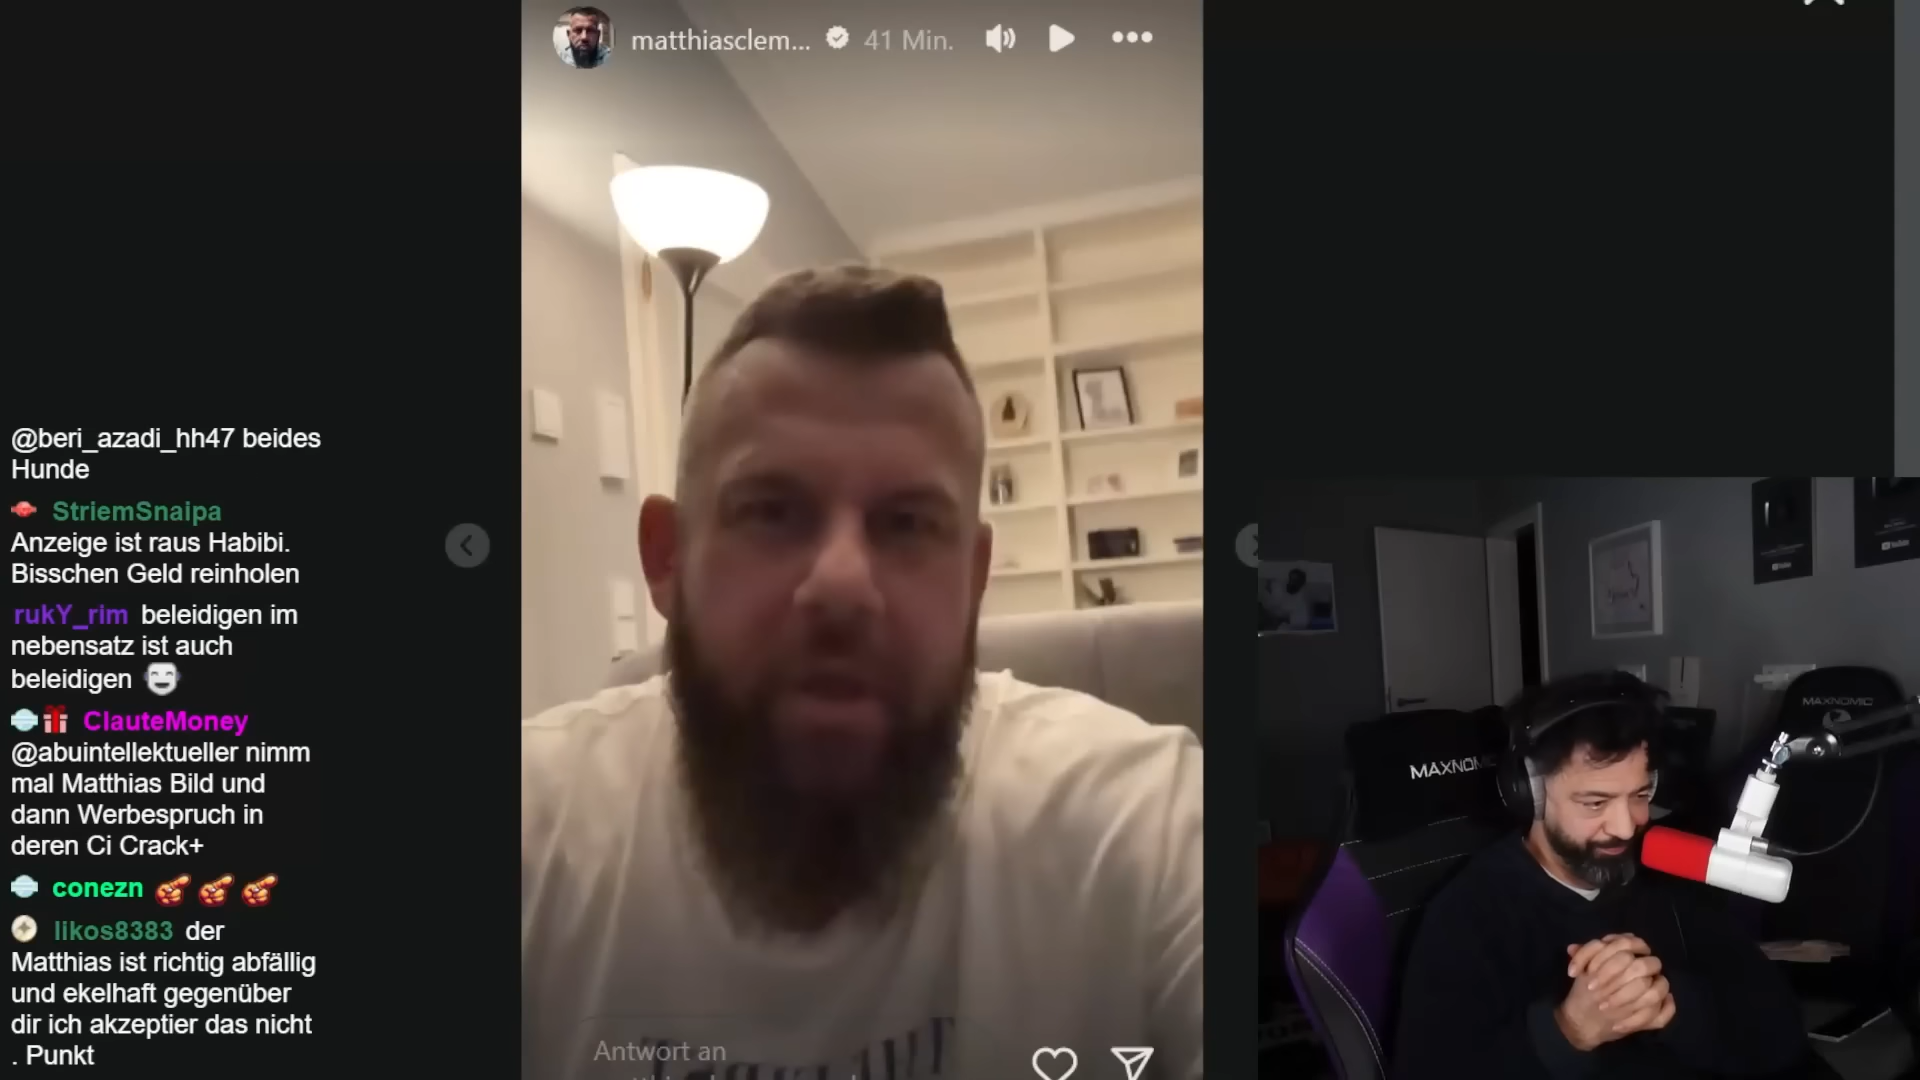 @beri_azadi_hh47 beides
Hunde
StriemSnaipa
Anzeige ist raus Habibi.
Bisschen Geld reinholen
rukY_rim beleidigen im
nebensatz ist auch
beleidigen
ClauteMoney
@abuintellektueller nimm
mal Matthias Bild und
dann Werbespruch in
deren Ci Crack+
conezn
likos8383 der
Matthias ist richtig abfällig
und ekelhaft gegenüber
dir ich akzeptier das nicht
. Punkt
matthiasclem... 41 Min.
Antwort an
MAXNOMIC
MAXNOMIC